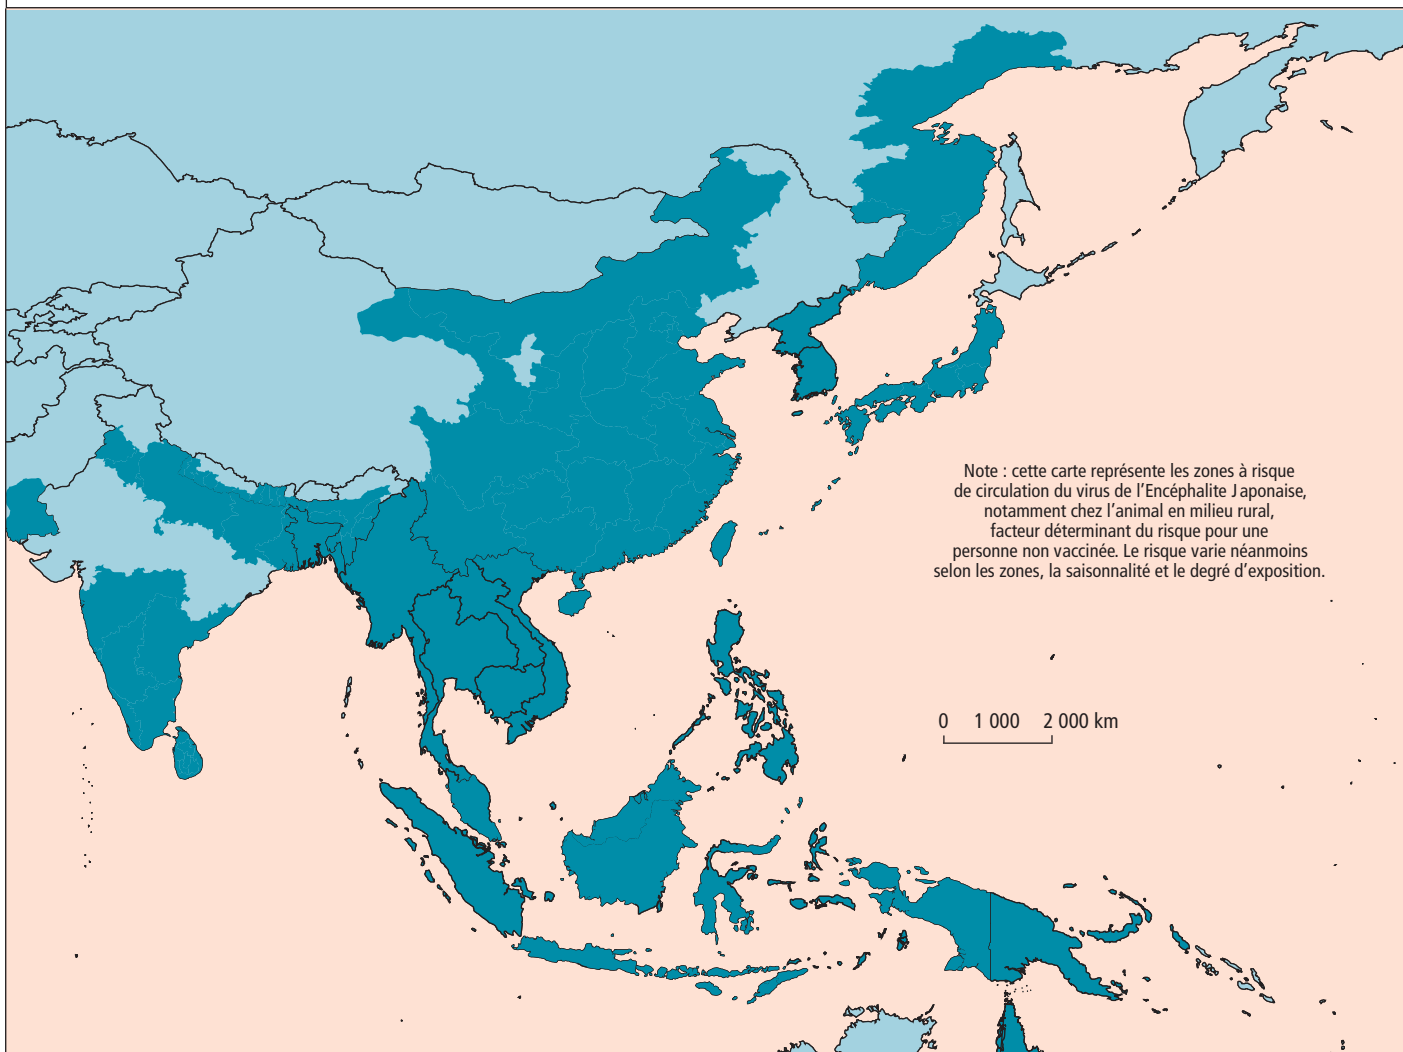 Note : cette carte représente les zones à risque
de circulation du virus de l’Encéphalite Japonaise,
notamment chez l’animal en milieu rural,
facteur déterminant du risque pour une
personne non vaccinée. Le risque varie néanmoins
selon les zones, la saisonnalité et le degré d’exposition.
0 1 000 2 000 km